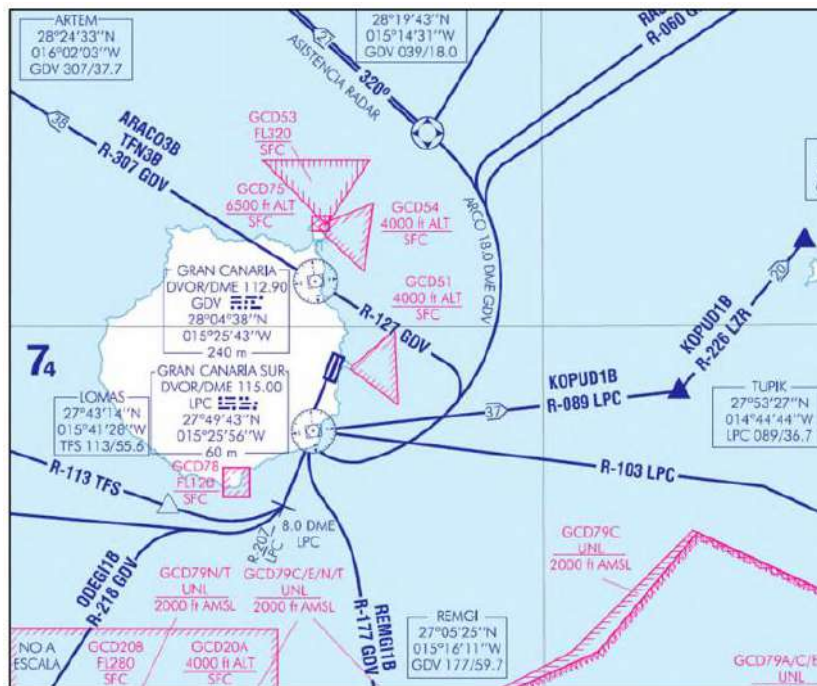 ARTEM
28°24'33''N
016°02'03''W
GDV 307/37.7
28°19'43''N
015°14'31''W
GDV 039/18.0
R-060 G
27
320°
ASISTENCIA RADAR
38
ARACO3B
TFN3B
R-307 GDV
GCD53
FL320
SFC
GCD75
6500 ft ALT
SFC
GCD54
4000 ft ALT
SFC
ARCO 18.0 DME GDV
GCD51
4000 ft ALT
SFC
GRAN CANARIA
DVOR/DME 112.90
GDV
28°04'38''N
015°25'43''W
240 m
R-127 GDV
20
KOPUD1B
R-226 LZR
74
GRAN CANARIA SUR
DVOR/DME 115.00
LPC
27°49'43''N
015°25'56''W
60 m
LOMAS
27°43'14''N
015°41'28''W
TFS 113/55.6
KOPUD1B
R-089 LPC
37
TUPIK
27°53'27''N
014°44'44''W
LPC 089/36.7
R-113 TFS
GCD78
FL120
SFC
R-103 LPC
8.0 DME
LPC
R-207
LPC
ODEGI1B
R-218 GDV
GCD79N/T
UNL
2000 ft AMSL
GCD79C/E/N/T
UNL
2000 ft AMSL
GCD79C
UNL
2000 ft AMSL
REMGI1B
R-177 GDV
REMGI
27°05'25''N
015°16'11''W
GDV 177/59.7
NO A
ESCALA
GCD20B
FL280
SFC
GCD20A
4000 ft ALT
SFC
GCD79A/C/E
UNL